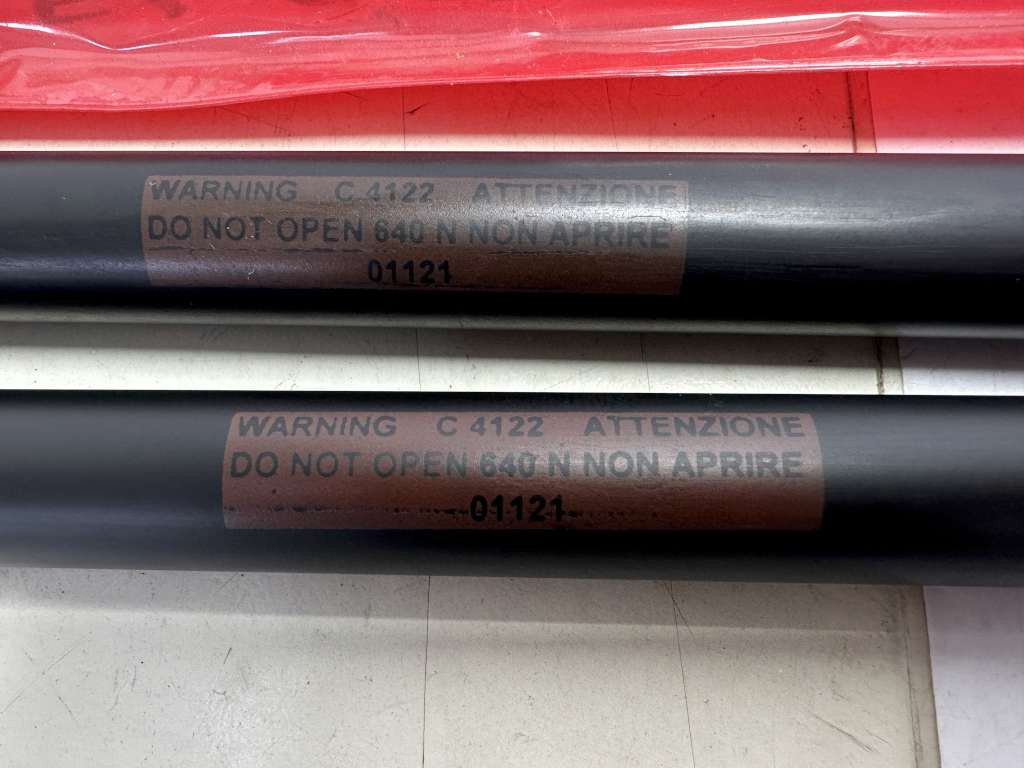 WARNING C 4122 ATTENZIONE
DO NOT OPEN 640 N NON APRIRE
01121
WARNING C 4122 ATTENZIONE
DO NOT OPEN 640 N NON APRIRE
01121